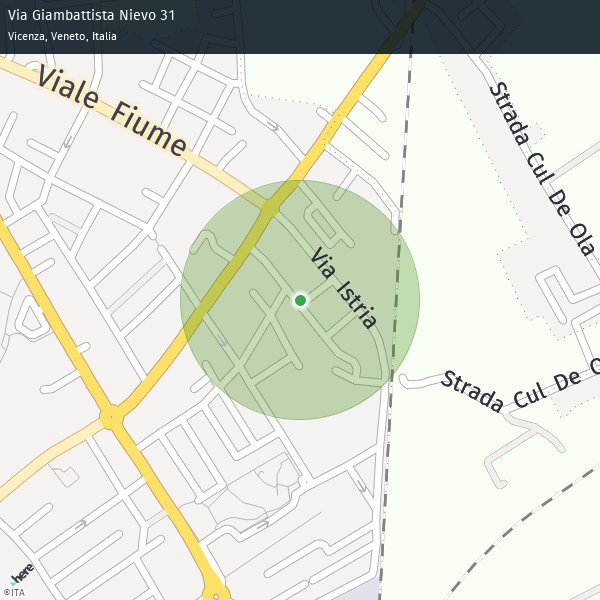 Via Giambattista Nievo 31
Vicenza, Veneto, Italia
Viale Fiume
Strada Cul De Ola
Via Istria
Strada Cul De O
here
©ITA